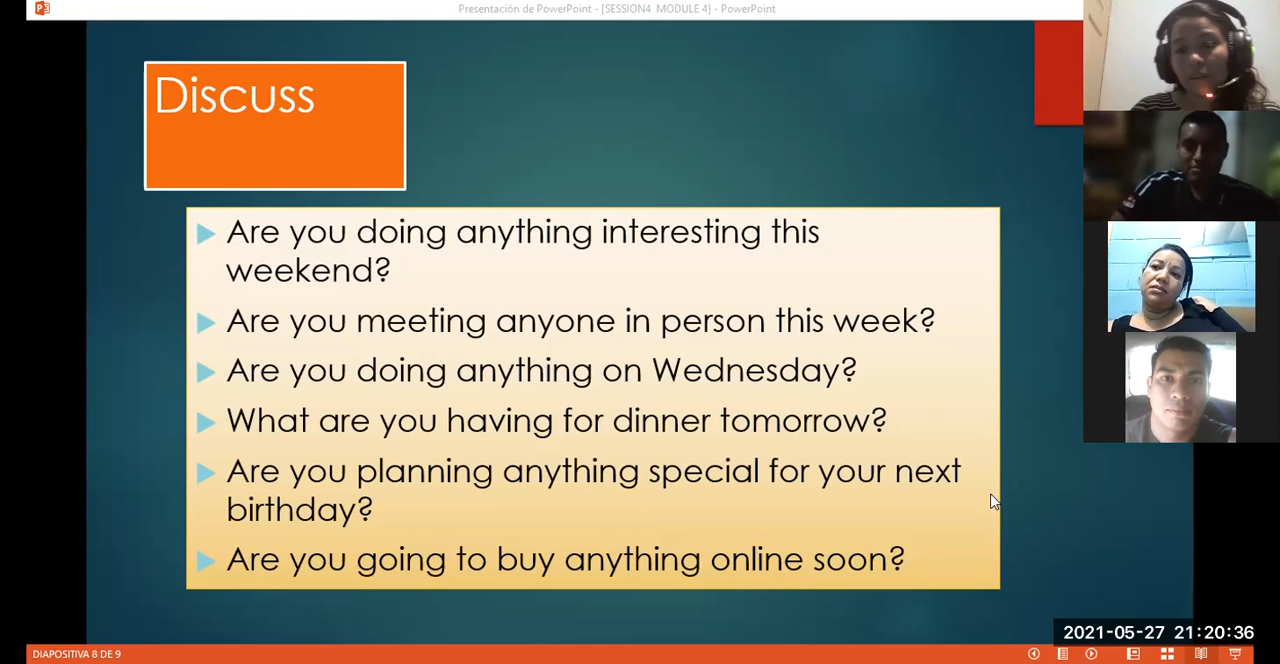 Presentación de PowerPoint - [SESSION4 MODULE 4] - PowerPoint
Discuss
Are you doing anything interesting this
weekend?
Are you meeting anyone in person this week?
Are you doing anything on Wednesday?
What are you having for dinner tomorrow?
Are you planning anything special for your next
birthday?
Are you going to buy anything online soon?
2021-05-27 21:20:36
DIAPOSITIVA 8 DE 9